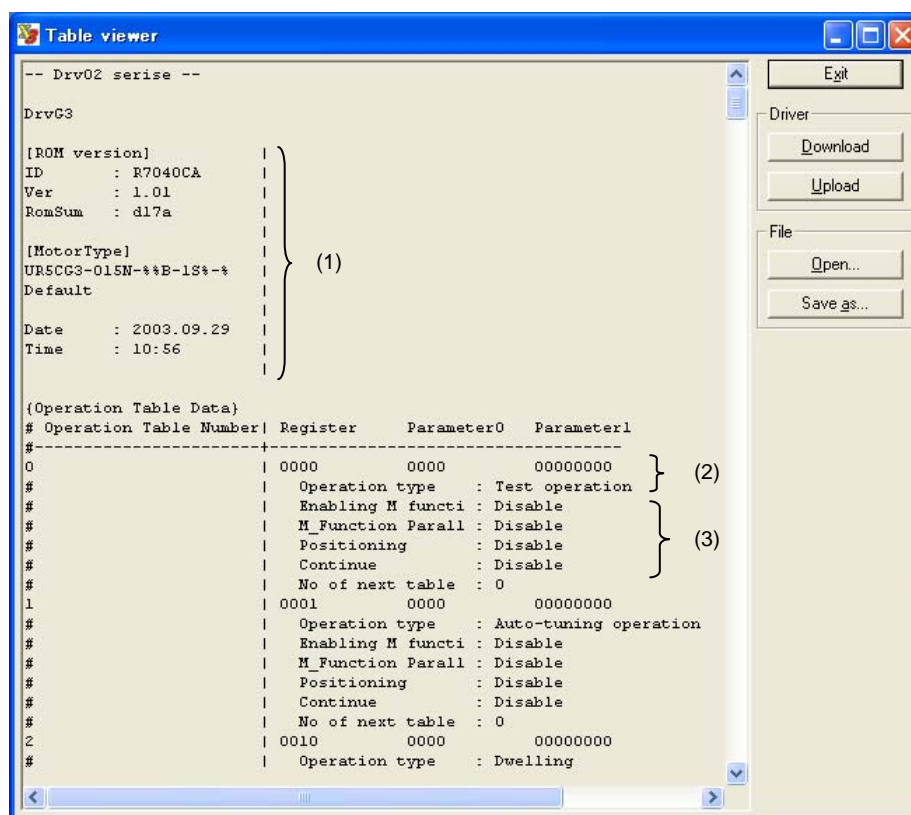 Table viewer
-- Drv02 serise --
DrvG3
[ROM version] |
ID : R7040CA |
Ver : 1.01 |
RomSum : d17a |
|
[MotorType] |
UR5CG3-015N-%%B-1S%-% |
Default |
|
Date : 2003.09.29 |
Time : 10:56 |
|
(1)
{Operation Table Data}
# Operation Table Number| Register Parameter0 Parameter1
#-----------------------+----------------------------------------
0 | 0000 0000 00000000
# | Operation type : Test operation
(2)
# | Enabling M functi : Disable
# | M_Function Parall : Disable
# | Positioning : Disable
# | Continue : Disable
(3)
# | No of next table : 0
1 | 0001 0000 00000000
# | Operation type : Auto-tuning operation
# | Enabling M functi : Disable
# | M_Function Parall : Disable
# | Positioning : Disable
# | Continue : Disable
# | No of next table : 0
2 | 0010 0000 00000000
# | Operation type : Dwelling
Exit
Driver
Download
Upload
File
Open...
Save as...